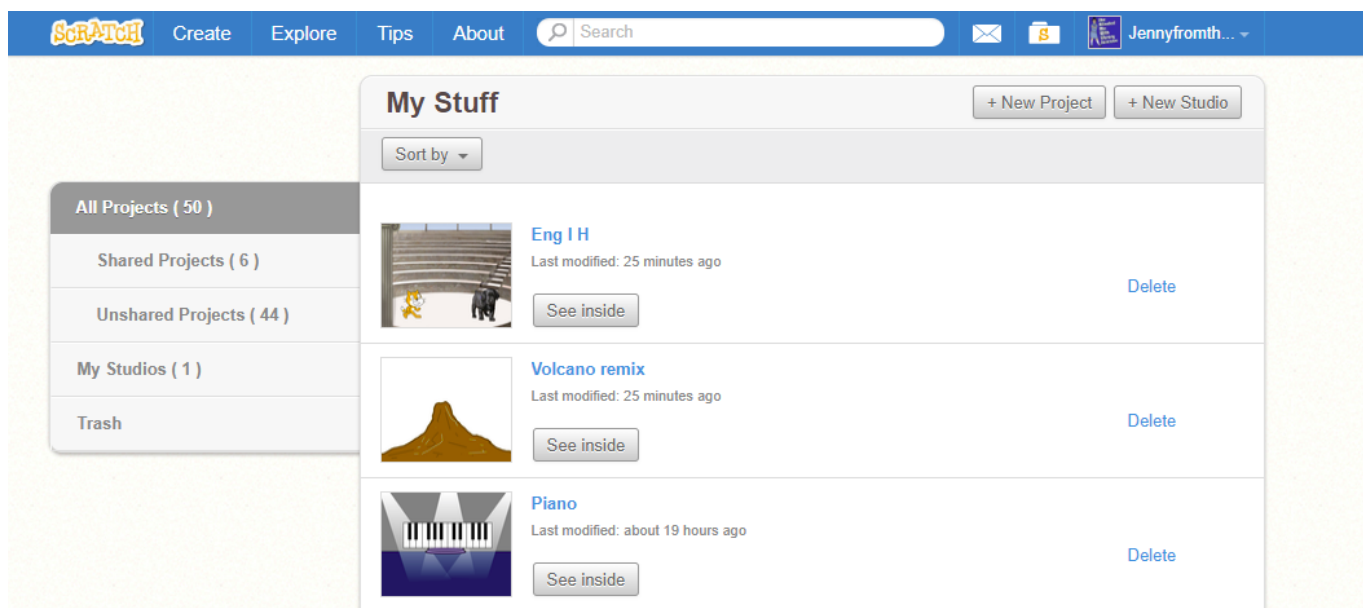 SCRATCH Create Explore Tips About Search S Jennyfromth...
My Stuff + New Project + New Studio
Sort by
All Projects ( 50 )
Shared Projects ( 6 )
Unshared Projects ( 44 )
My Studios ( 1 )
Trash
Eng I H
Last modified: 25 minutes ago
See inside
Delete
Volcano remix
Last modified: 25 minutes ago
See inside
Delete
Piano
Last modified: about 19 hours ago
See inside
Delete